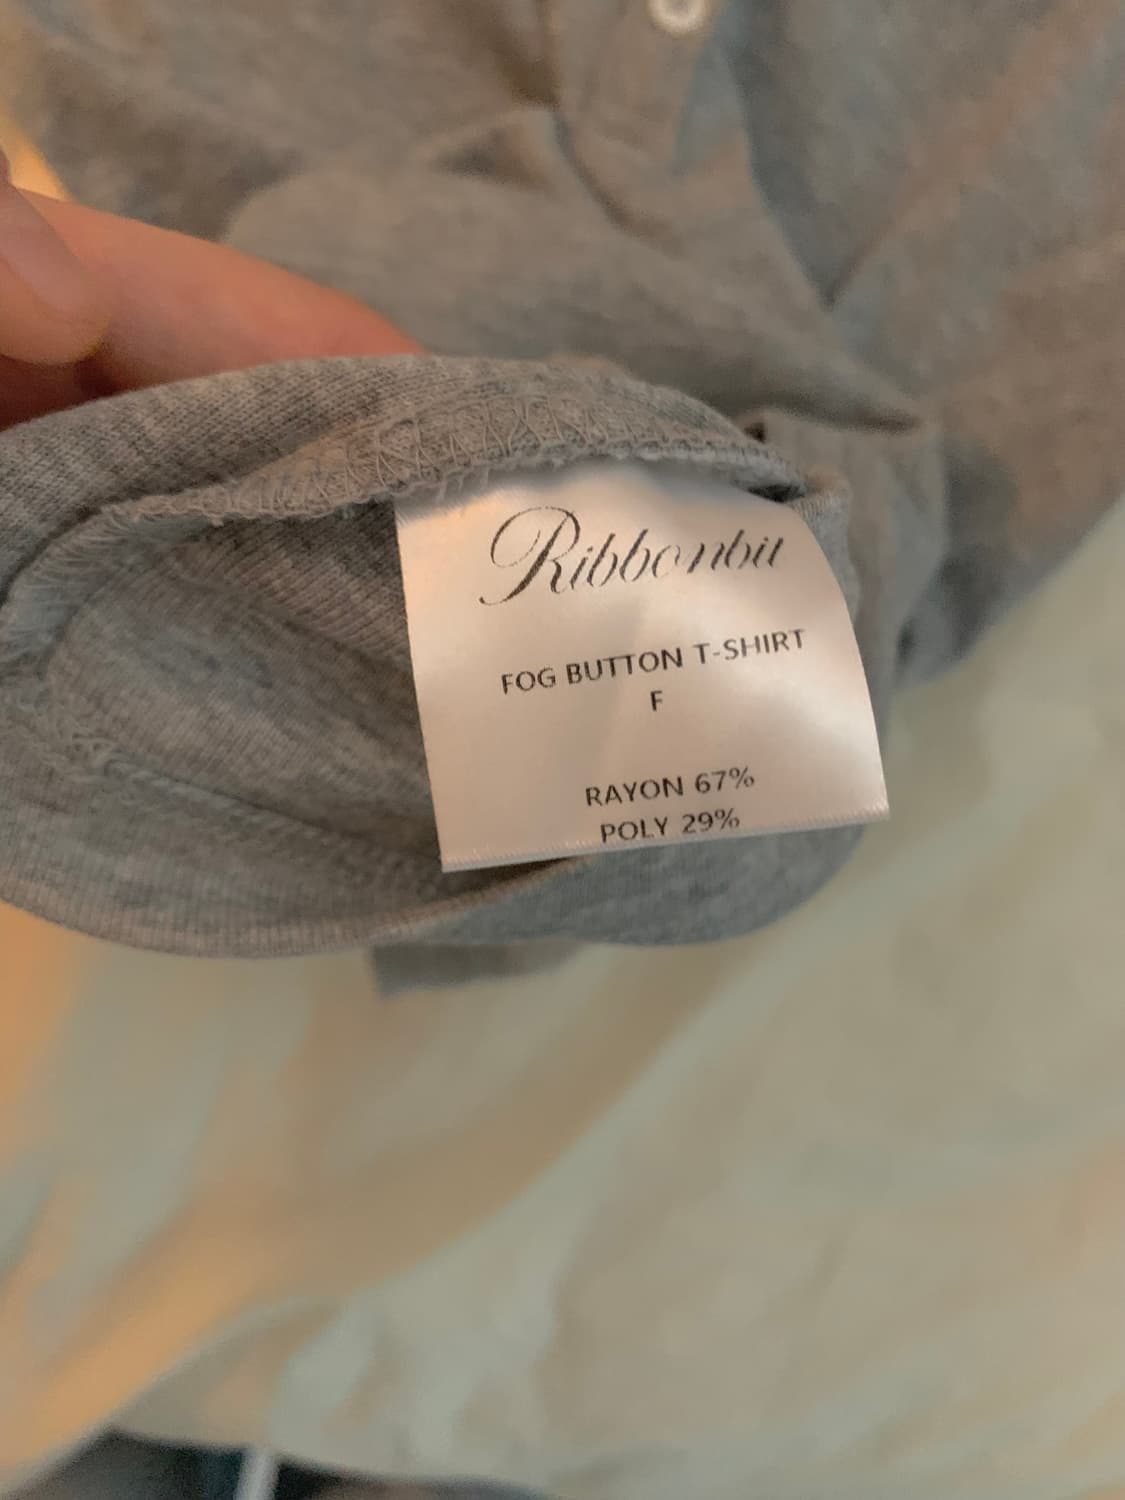 Ribbonbit
FOG BUTTON T-SHIRT
F
RAYON 67%
POLY 29%